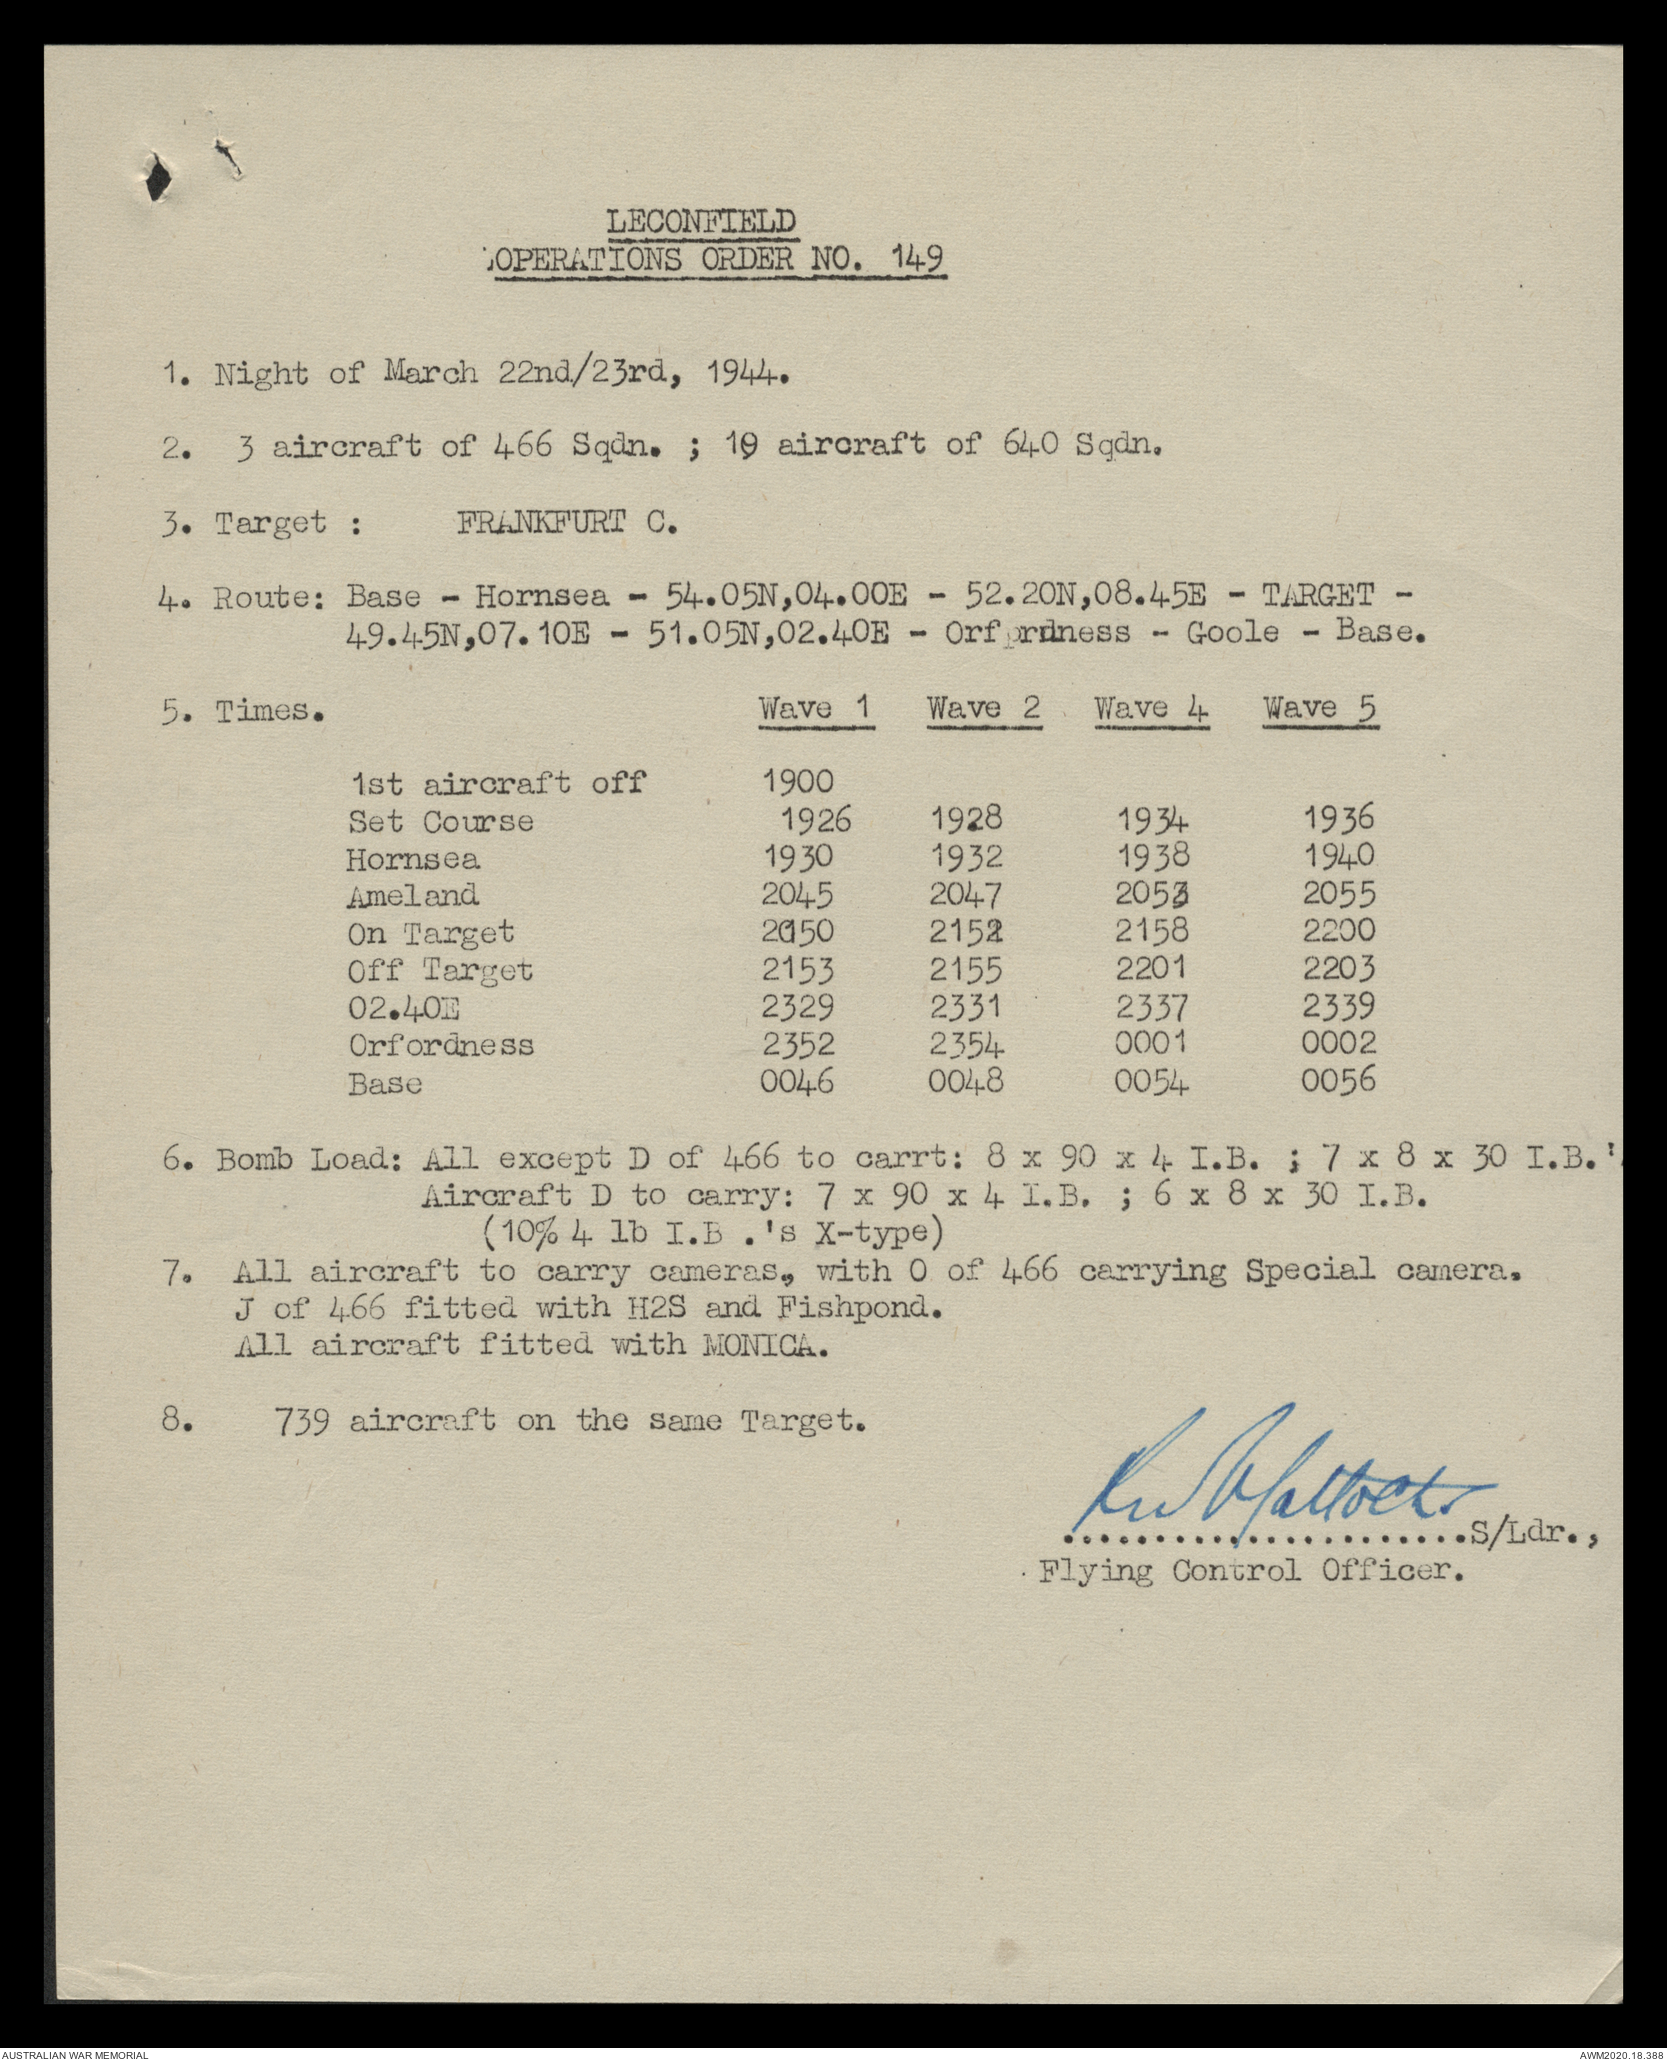 LECONFIELD
OPERATIONS ORDER NO. 149
1. Night of March 22nd/23rd, 1944.
2. 3 aircraft of 466 Sqdn. ; 19 aircraft of 640 Sqdn.
3. Target : FRANKFURT C.
4. Route: Base - Hornsea - 54.05N,04.00E - 52.20N,08.45E - TARGET -
49.45N,07.10E - 51.05N,02.40E - Orfordness - Goole - Base.
5. Times. Wave 1 Wave 2 Wave 4 Wave 5
1st aircraft off 1900
Set Course 1926 1928 1934 1936
Hornsea 1930 1932 1938 1940
Ameland 2045 2047 2053 2055
On Target 2150 2152 2158 2200
Off Target 2153 2155 2201 2203
02.40E 2329 2331 2337 2339
Orfordness 2352 2354 0001 0002
Base 0046 0048 0054 0056
6. Bomb Load: All except D of 466 to carrt: 8 x 90 x 4 I.B. ; 7 x 8 x 30 I.B.'
Aircraft D to carry: 7 x 90 x 4 I.B. ; 6 x 8 x 30 I.B.
(10% 4 lb I.B .'s X-type)
7. All aircraft to carry cameras, with O of 466 carrying Special camera.
J of 466 fitted with H2S and Fishpond.
All aircraft fitted with MONICA.
8. 739 aircraft on the same Target.
......................S/Ldr.,
Flying Control Officer.
AUSTRALIAN WAR MEMORIAL AWM2020.18.388